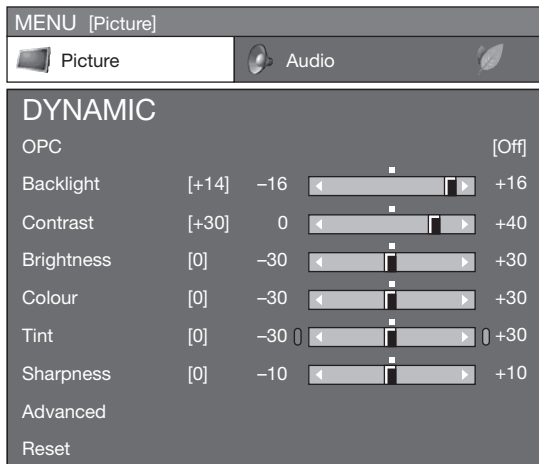 MENU [Picture]
Picture Audio
DYNAMIC
OPC [Off]
Backlight [+14] –16 +16
Contrast [+30] 0 +40
Brightness [0] –30 +30
Colour [0] –30 +30
Tint [0] –30 +30
Sharpness [0] –10 +10
Advanced
Reset